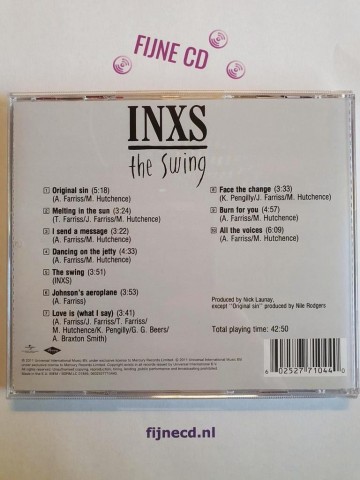 FIJNE CD
INXS
the swing
1 Original sin (5:18)
(A. Farriss/M. Hutchence)
2 Melting in the sun (3:24)
(T. Farriss/J. Farriss/M. Hutchence)
3 I send a message (3:22)
(A. Farriss/M. Hutchence)
4 Dancing on the jetty (4:33)
(A. Farriss/M. Hutchence)
5 The swing (3:51)
(INXS)
6 Johnson's aeroplane (3:53)
(A. Farriss)
7 Love is (what I say) (3:41)
(A. Farriss/J. Farriss/T. Farriss/
M. Hutchence/K. Pengilly/G. G. Beers/
A. Braxton Smith)
8 Face the change (3:33)
(K. Pengilly/J. Farriss/M. Hutchence)
9 Burn for you (4:57)
(A. Farriss/M. Hutchence)
10 All the voices (6:09)
(A. Farriss/M. Hutchence)
Produced by Nick Launay,
except "Original sin" produced by Nile Rodgers
Total playing time: 42:50
6 02527 71044 0
fijnecd.nl